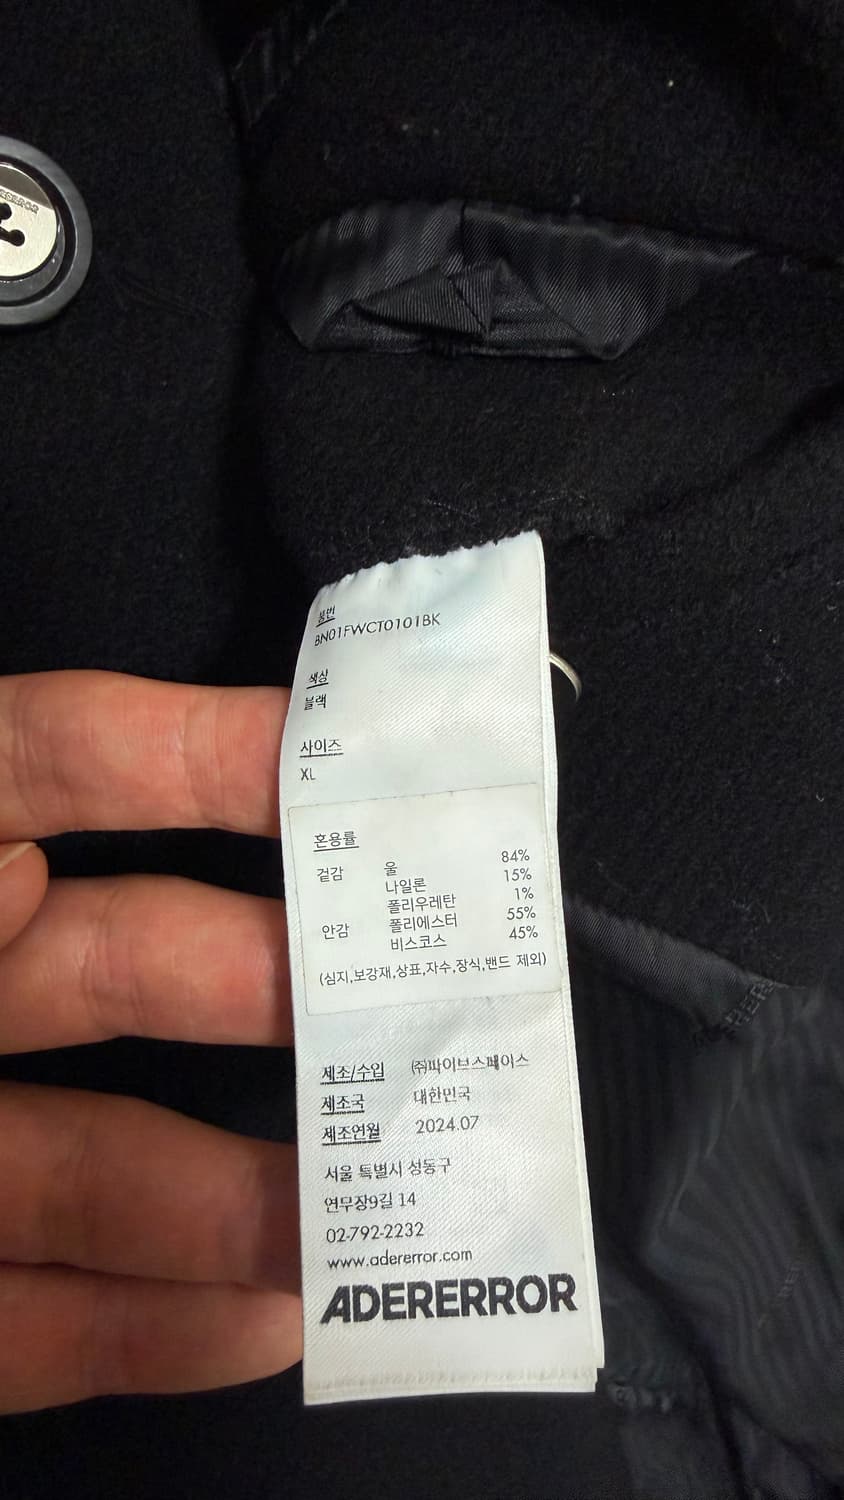 품번
BN01FWCT0101BK
색상
블랙
사이즈
XL
혼용률
겉감 울 84%
나일론 15%
폴리우레탄 1%
안감 폴리에스터 55%
비스코스 45%
(심지,보강재,상표,자수,장식,밴드 제외)
제조/수입 ㈜파이브스페이스
제조국 대한민국
제조연월 2024.07
서울 특별시 성동구
연무장9길 14
02-792-2232
www.adererror.com
ADERERROR